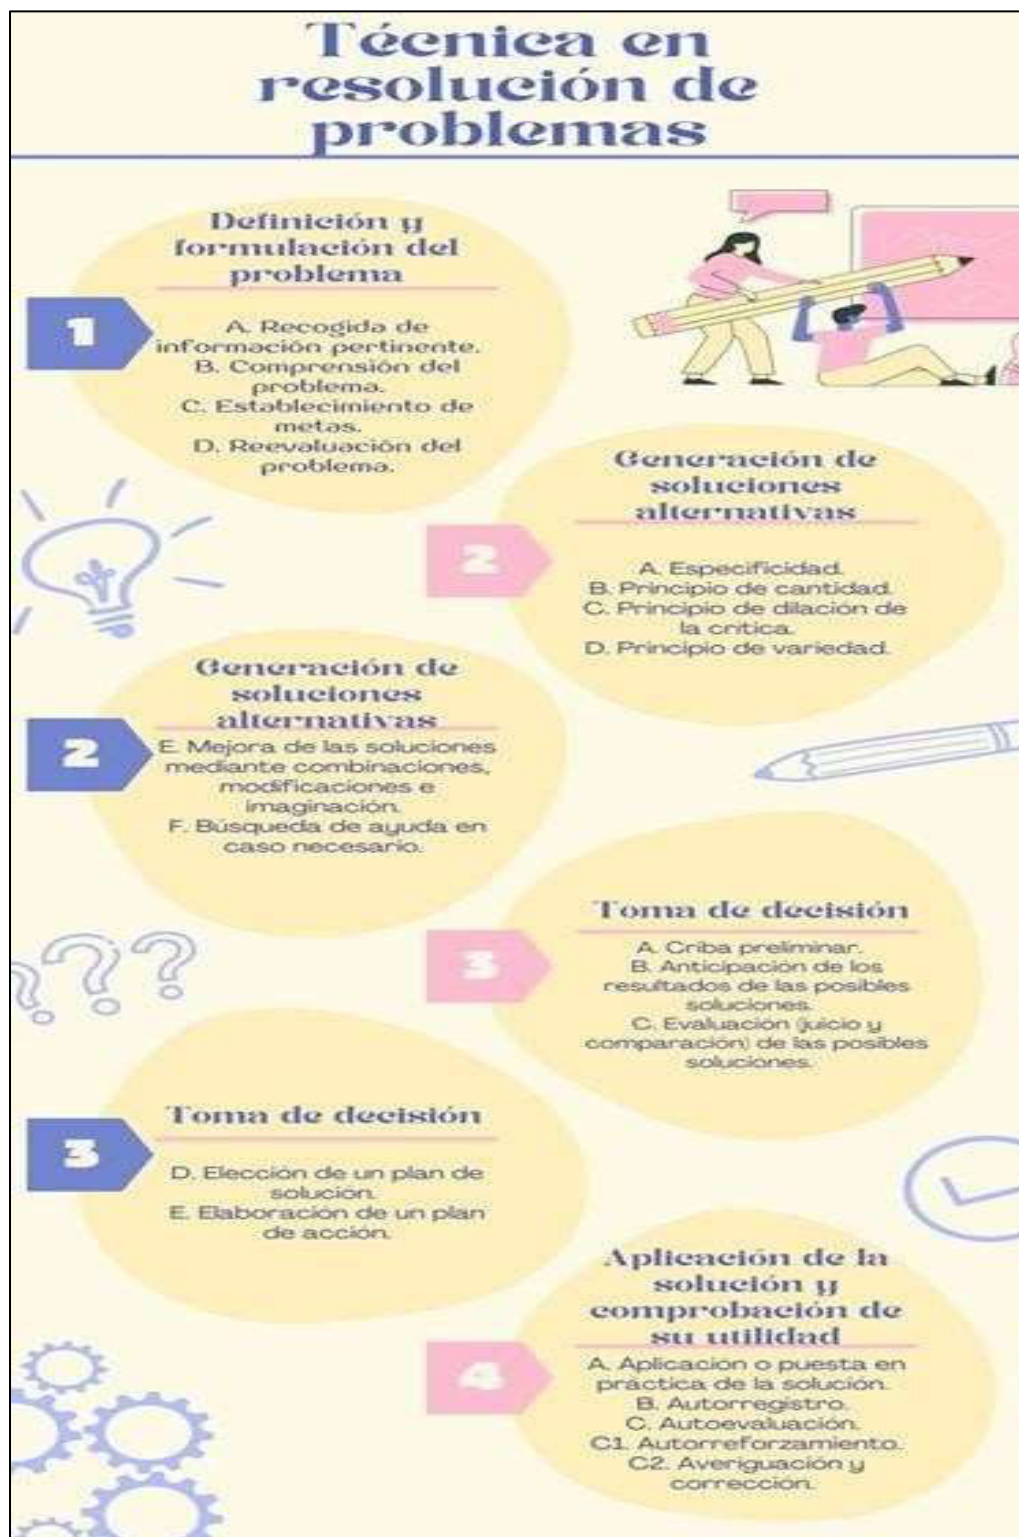 Técnica en
resolución de
problemas
Definición y
formulación del
problema
1
A. Recogida de
información pertinente.
B. Comprensión del
problema.
C. Establecimiento de
metas.
D. Reevaluación del
problema.
Generación de
soluciones
alternativas
2
A. Especificidad.
B. Principio de cantidad.
C. Principio de dilación de
la crítica.
D. Principio de variedad.
Generación de
soluciones
alternativas
2
E. Mejora de las soluciones
mediante combinaciones,
modificaciones e
imaginación.
F. Búsqueda de ayuda en
caso necesario.
Toma de decisión
3
A. Criba preliminar.
B. Anticipación de los
resultados de las posibles
soluciones.
C. Evaluación (juicio y
comparación) de las posibles
soluciones.
Toma de decisión
3
D. Elección de un plan de
solución.
E. Elaboración de un plan
de acción.
Aplicación de la
solución y
comprobación de
su utilidad
4
A. Aplicación o puesta en
práctica de la solución.
B. Autorregistro.
C. Autoevaluación.
C1. Autorreforzamiento.
C2. Averiguación y
corrección.